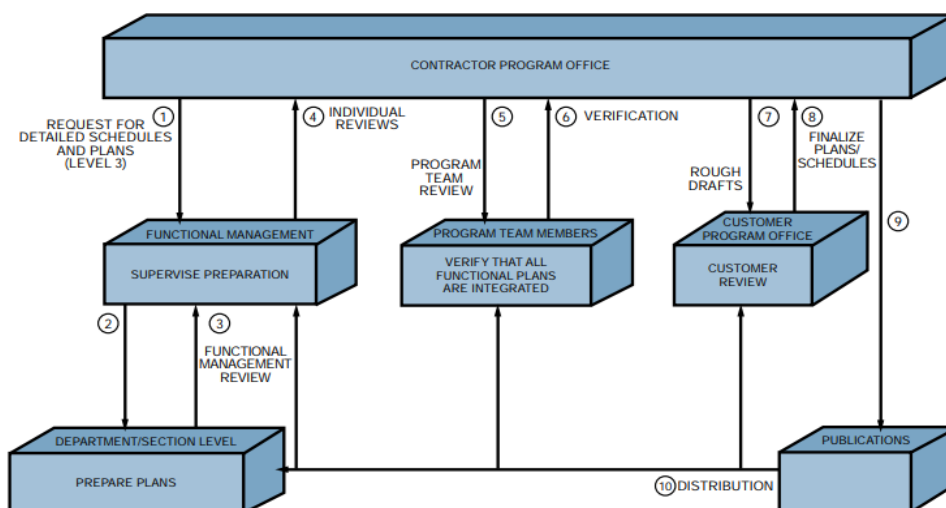 CONTRACTOR PROGRAM OFFICE
1
REQUEST FOR
DETAILED SCHEDULES
AND PLANS
(LEVEL 3)
4
INDIVIDUAL
REVIEWS
5
PROGRAM
TEAM
REVIEW
6
VERIFICATION
7
ROUGH
DRAFTS
8
FINALIZE
PLANS/
SCHEDULES
9
FUNCTIONAL MANAGEMENT
SUPERVISE PREPARATION
PROGRAM TEAM MEMBERS
VERIFY THAT ALL
FUNCTIONAL PLANS
ARE INTEGRATED
CUSTOMER
PROGRAM OFFICE
CUSTOMER
REVIEW
2
3
FUNCTIONAL
MANAGEMENT
REVIEW
DEPARTMENT/SECTION LEVEL
PREPARE PLANS
PUBLICATIONS
10 DISTRIBUTION